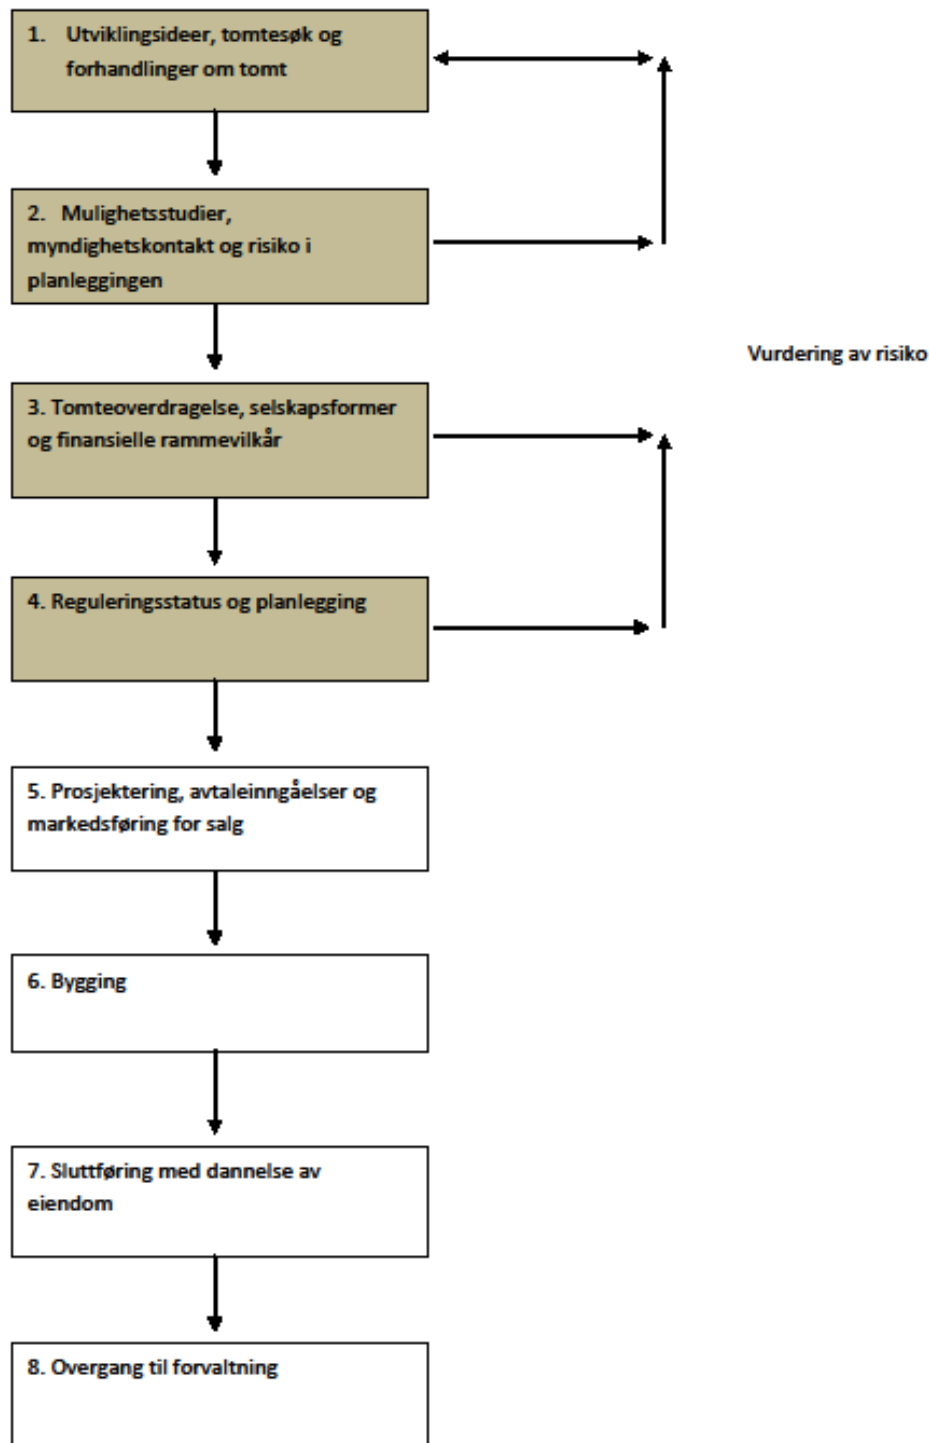 1. Utviklingsideer, tomtesøk og
forhandlinger om tomt
2. Mulighetsstudier,
myndighetskontakt og risiko i
planleggingen
Vurdering av risiko
3. Tomteoverdragelse, selskapsformer
og finansielle rammevilkår
4. Reguleringsstatus og planlegging
5. Prosjektering, avtaleinngåelser og
markedsføring for salg
6. Bygging
7. Sluttføring med dannelse av
eiendom
8. Overgang til forvaltning